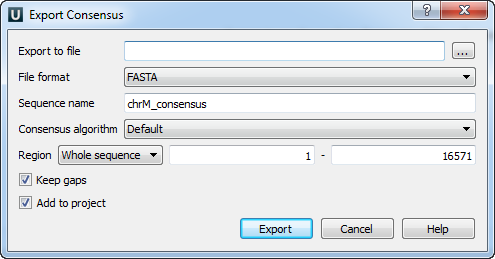 U Export Consensus
Export to file ...
File format FASTA
Sequence name chrM_consensus
Consensus algorithm Default
Region Whole sequence 1 - 16571
Keep gaps
Add to project
Export Cancel Help